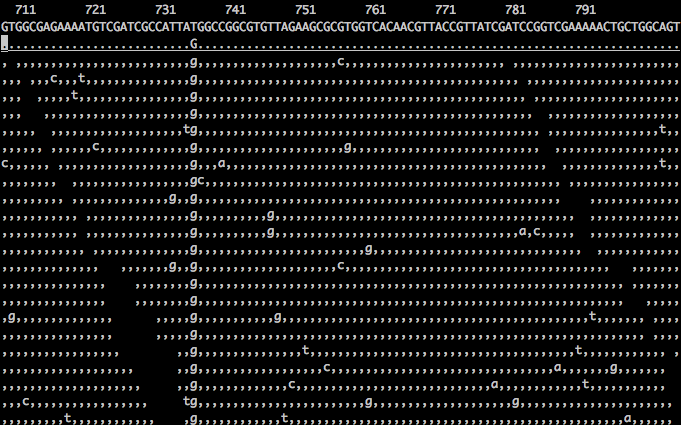 711       721       731       741       751       761       771       781       791
GTGGCGAGAAAATGTCGATCGCCATTATGGCCGGCGTGTTAGAAGCGCGTGGTCACAACGTTACCGTTATCGATCCGGTCGAAAAACTGCTGGCAGT
...........................G.....................................................................
, ,,,,,,,,,,,,,,,,,,,,,,,,,g,,,,,,,,,,,,,,,,,,,,c,,,,,,,,,,,,,,,,,,,,,,, ,,,,,,,,,,,,,,,,,,,,,,,,
,,, ,,,c,,,t,,,,,,,,,,,,,,,g,,,,,,,,,,,,,,,,,,,,,,,,,,,,,,,,,,,,,,,,,,,,,, ,,,,,,,,,,,,,,,,,,,,,,
,,,  ,,,,,t,,,,,,,,,,,,,,,,g,,,,,,,,,,,,,,,,,,,,,,,,,,,,,,,,,,,,,,,,,,,,,, ,,,,,,,,,,,,,,,,,,,,,,
,,,   ,,,,,,,,,,,,,,,,,,,,,g,,,,,,,,,,,,,,,,,,,,,,,,,,,,,,,,,,,,,,,,,,,,,,,,  ,,,,,,,,,,,,,,,,,,,
,,,,,  ,,,,,,,,,,,,,,,,,,,tg,,,,,,,,,,,,,,,,,,,,,,,,,,,,,,,,,,,,,,,,,,,,,,,,, ,,,,,,,,,,,,,,,,t,,
,,,,,, ,,,,,,c,,,,,,,,,,,,,g,,,,,,,,,,,,,,,,,,,,,g,,,,,,,,,,,,,,,,,,,,,,,,,,,  ,,,,,,,,,,,,,,,,,,
c,,,,,, ,,,,,,,,,,,,,,,,,,,g,,,a,,,,,,,,,,,,,,,,,,,,,,,,,,,,,,,,,,,,,,,,,,,,,,  ,,,,,,,,,,,,,,t,,
,,,,,,,,  ,,,,,,,,,,,,,,,,,gc,,,,,,,,,,,,,,,,,,,,,,,,,,,,,,,,,,,,,,,,,,,,,,,,,,, ,,,,,,,,,,,,,,,,
,,,,,,,,,,, ,,,,,,,,,,,,g,,g,,,,,,,,,,,,,,,,,,,,,,,,,,,,,,,,,,,,,,,,,,,,,,,,,,,,    ,,,,,,,,,,,,,
,,,,,,,,,,, ,,,,,,,,,,,,,,,g,,,,,,,,,,g,,,,,,,,,,,,,,,,,,,,,,,,,,,,,,,,,,,,,,,,,,,  ,,,,,,,,,,,,,
,,,,,,,,,,, ,,,,,,,,,,,,,,,g,,,,,,,,,,g,,,,,,,,,,,,,,,,,,,,,,,,,,,,,,,,,,,a,c,,,,, ,,,,,,,,,,,,,,
,,,,,,,,,,,, ,,,,,,,,,,,,,,g,,,,,,,,,,,,,,,,,,,,,,,,g,,,,,,,,,,,,,,,,,,,,,,,,,,,,,,  ,,,,,,,,,,,,
,,,,,,,,,,,,,,   ,,,,,,,g,,g,,,,,,,,,,,,,,,,,,,,c,,,,,,,,,,,,,,,,,,,,,,,,,,,,,,,,,,,,,,    ,,,,,,
,,,,,,,,,,,,,,,    ,,,,,,,,g,,,,,,,,,,,,,,,,,,,,,,,,,,,,,,,,,,,,,,,,,,,,,,,,,,,,,,,,,,,,,   ,,,,,
,,,,,,,,,,,,,,,    ,,,,,,,,g,,,,,,,,,,,,,,,,,,,,,,,,,,,,,,,,,,,,,,,,,,,,,,,,,,,,,,,,,,,,,   ,,,,,
,g,,,,,,,,,,,,,,      ,,,,,g,,,,,,,,,,,g,,,,,,,,,,,,,,,,,,,,,,,,,,,,,,,,,,,,,,,,,,,,t,,,,,,,, ,,,,
,,,,,,,,,,,,,,,,      ,,,,,g,,,,,,,,,,,,,,,,,,,,,,,,,,,,,,,,,,,,,,,,,,,,,,,,,,,,,,,,,,,,,,,,, ,,,,
,,,,,,,,,,,,,,,,,        ,,g,,,,,,,,,,,,,,,t,,,,,,,,,,,,,,,,,,,,,,,,,,,,,,,,,,,,,,t,,,,,,,,,,,, ,
,,,,,,,,,,,,,,,,,,,      ,,g,,,,,,,,,,,,,,,,,,c,,,,,,,,,,,,,,,,,,,,,,,,,,,,,,,,a,,,,,,,g,,,,,,,
,,,,,,,,,,,,,,,,,,,,     ,,g,,,,,,,,,,,,,c,,,,,,,,,,,,,,,,,,,,,,,,,,,,a,,,,,,,,,,,,t,,,,,,,,,,,
,,,c,,,,,,,,,,,,,,,,,     tg,,,,,,,,,,,,,,,,,,,,,,,,g,,,,,,,,,,,,,,,,,,,,g,,,,,,,,,,,,,,,,,,,,,,
,,,,,,,,,t,,,,,,,,,,,,    ,g,,,,,,,,,,,,t,,,,,,,,,,,,,,,,,,,,,,,,,,,,,,,,,,,,,,,,,,,,,,,,a,,,,,,